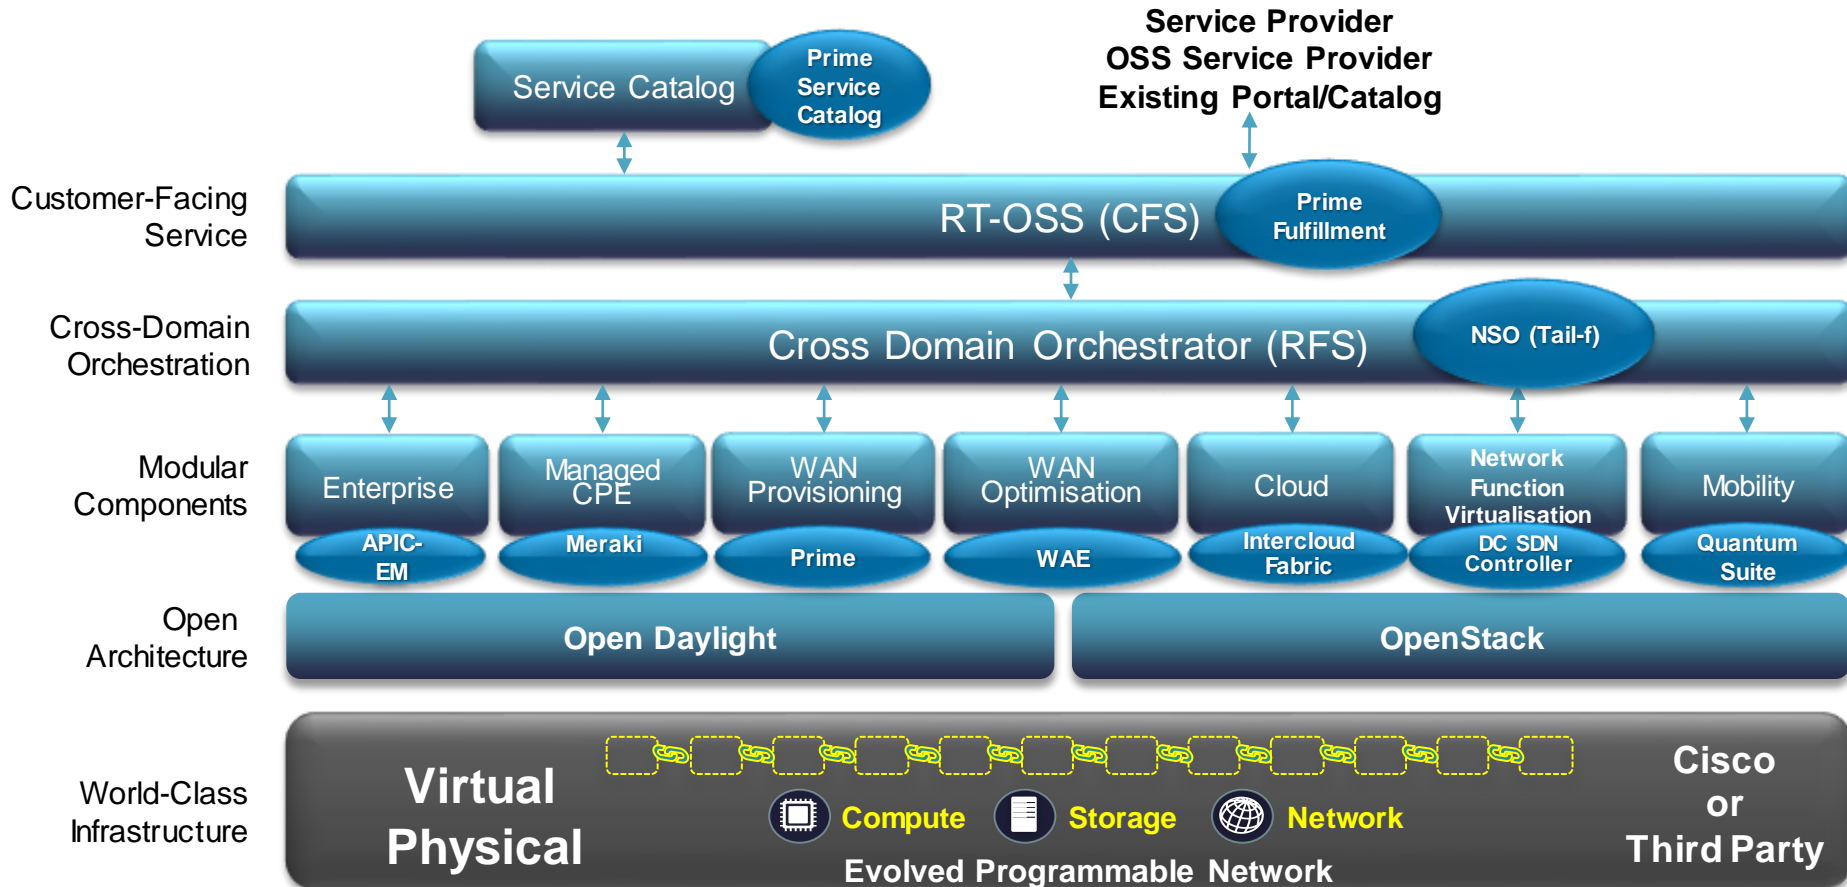 Service Provider
OSS Service Provider
Existing Portal/Catalog
Service Catalog
Prime
Service
Catalog
Customer-Facing
Service
RT-OSS (CFS)
Prime
Fulfillment
Cross-Domain
Orchestration
Cross Domain Orchestrator (RFS)
NSO (Tail-f)
Modular
Components
Enterprise
APIC-
EM
Managed
CPE
Meraki
WAN
Provisioning
Prime
WAN
Optimisation
WAE
Cloud
Intercloud
Fabric
Network
Function
Virtualisation
DC SDN
Controller
Mobility
Quantum
Suite
Open
Architecture
Open Daylight
OpenStack
World-Class
Infrastructure
Virtual
Physical
Compute
Storage
Network
Evolved Programmable Network
Cisco
or
Third Party